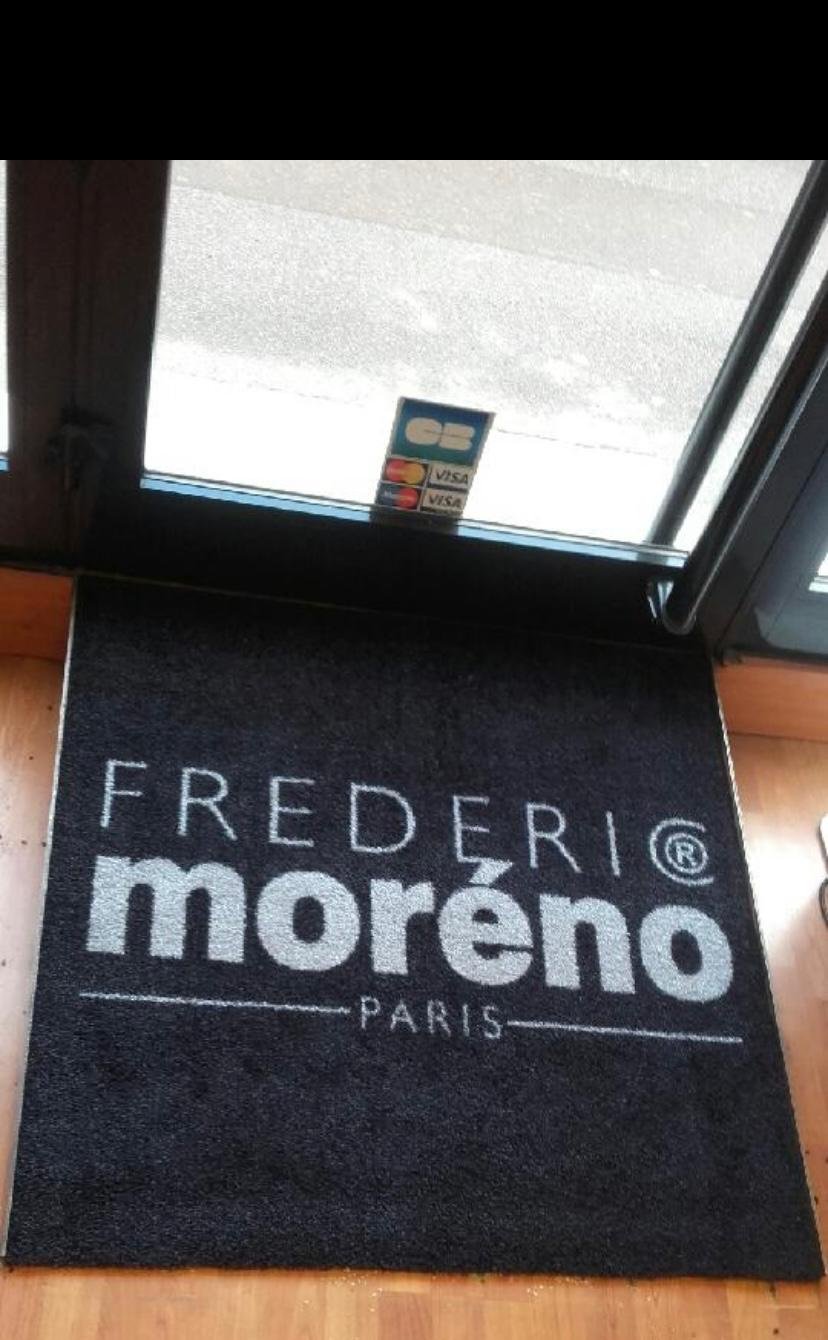 CB
VISA
VISA
FREDERIC ®
moréno
PARIS